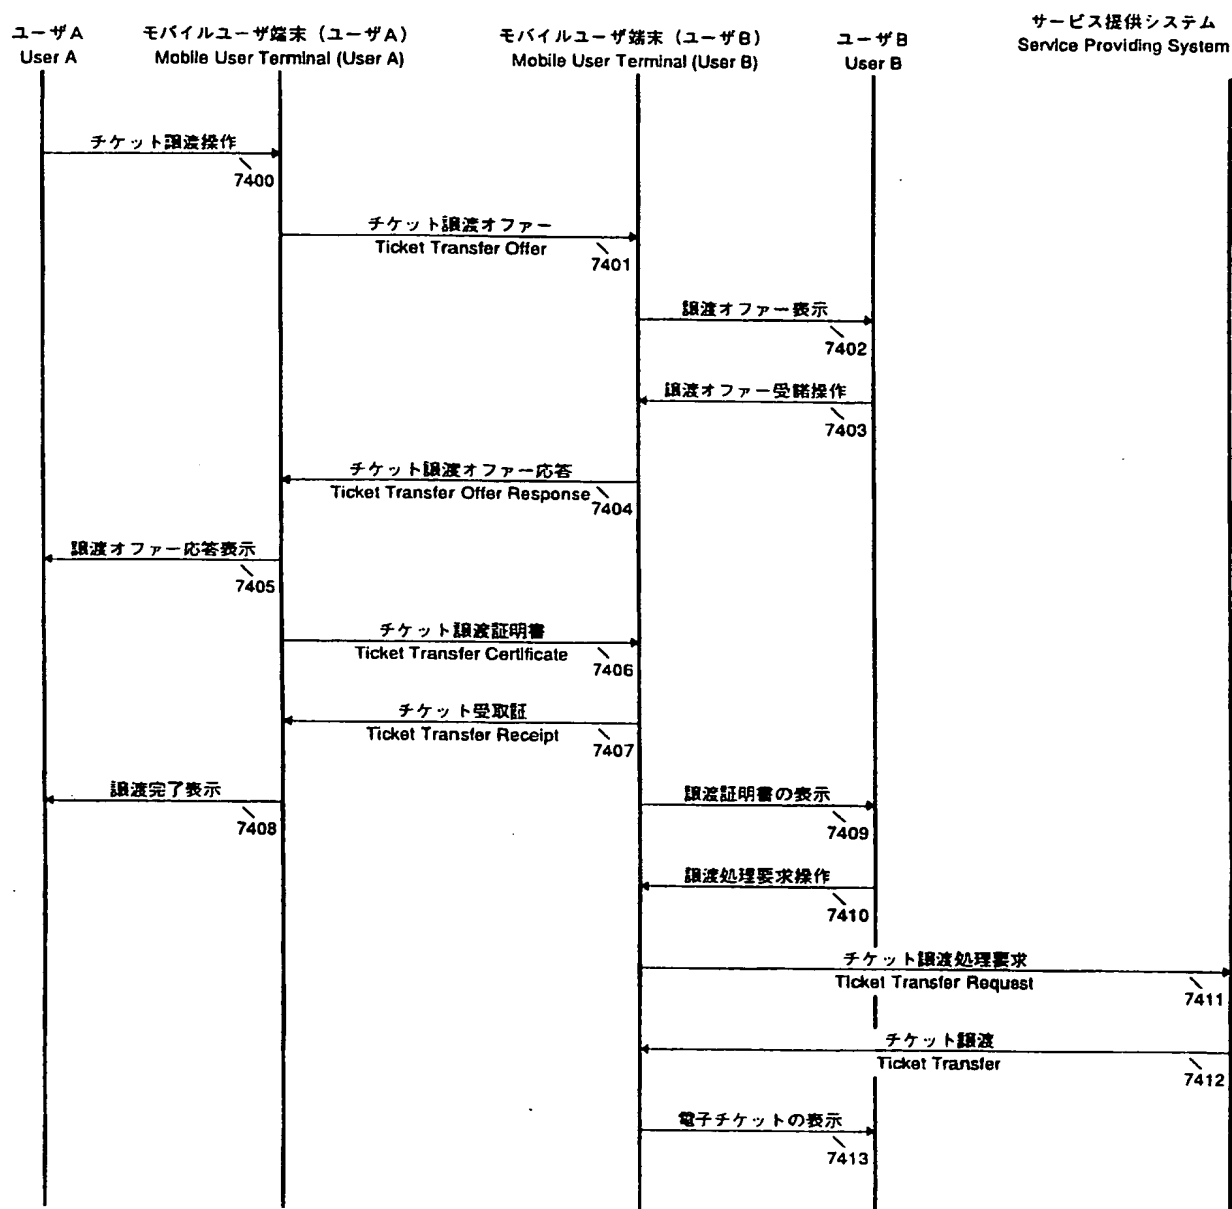 ユーザA
User A
モバイルユーザ端末（ユーザA）
Mobile User Terminal (User A)
モバイルユーザ端末（ユーザB）
Mobile User Terminal (User B)
ユーザB
User B
サービス提供システム
Service Providing System
チケット譲渡操作
7400
チケット譲渡オファー
Ticket Transfer Offer
7401
譲渡オファー表示
7402
譲渡オファー受諾操作
7403
チケット譲渡オファー応答
Ticket Transfer Offer Response
7404
譲渡オファー応答表示
7405
チケット譲渡証明書
Ticket Transfer Certificate
7406
チケット受取証
Ticket Transfer Receipt
7407
譲渡完了表示
7408
譲渡証明書の表示
7409
譲渡処理要求操作
7410
チケット譲渡処理要求
Ticket Transfer Request
7411
チケット譲渡
Ticket Transfer
7412
電子チケットの表示
7413